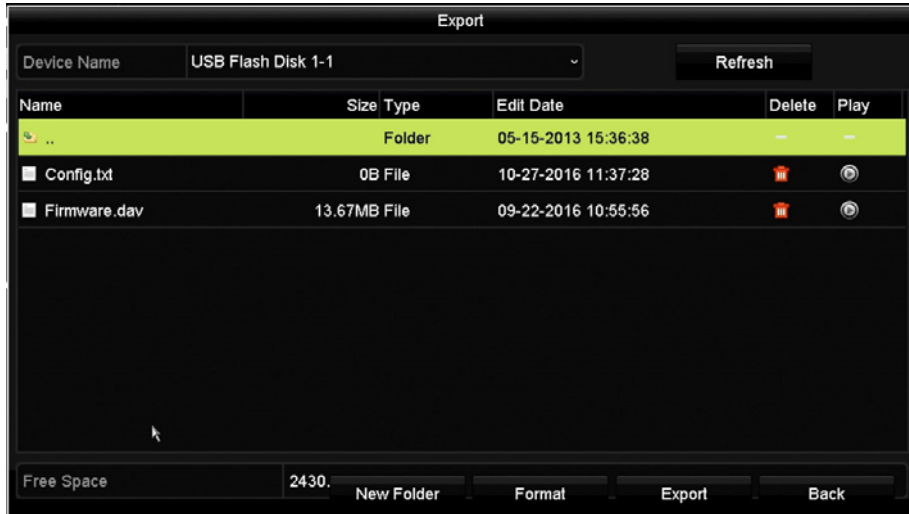 Export
Device Name USB Flash Disk 1-1 Refresh
Name Size Type Edit Date Delete Play
.. Folder 05-15-2013 15:36:38
Config.txt 0B File 10-27-2016 11:37:28
Firmware.dav 13.67MB File 09-22-2016 10:55:56
Free Space 2430.
New Folder Format Export Back